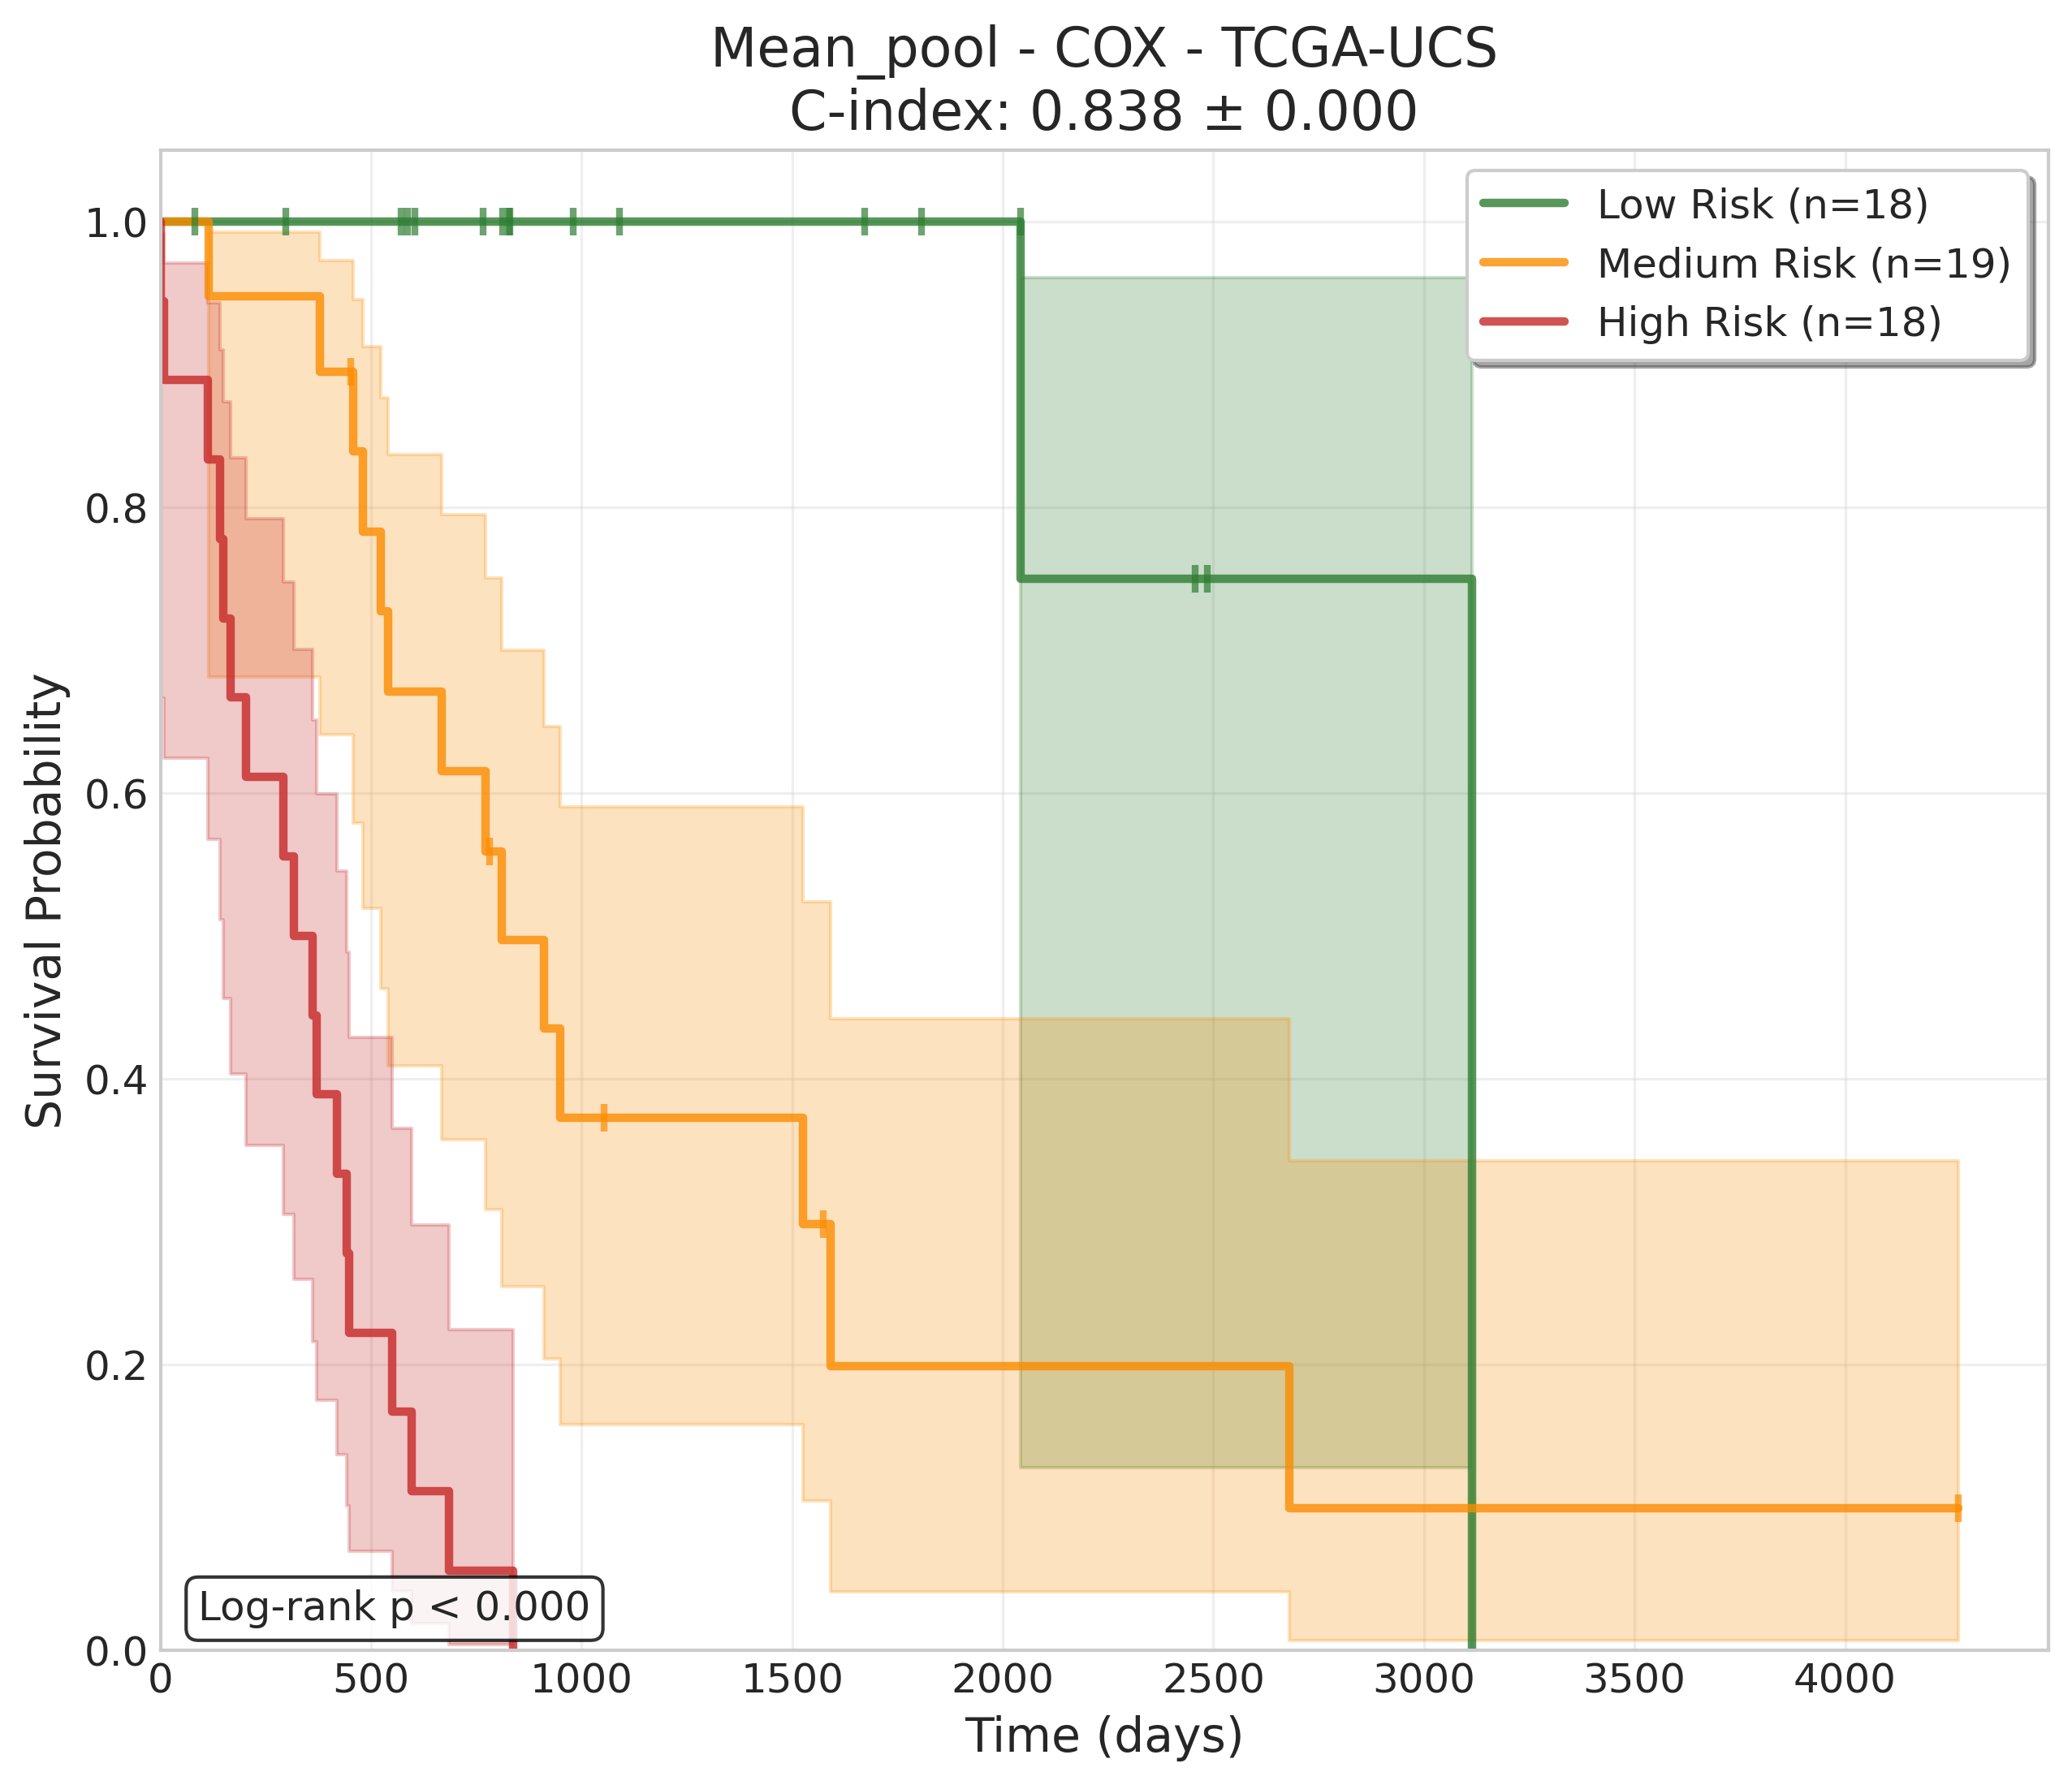 Mean_pool - COX - TCGA-UCS
C-index: 0.838 ± 0.000
Low Risk (n=18)
Medium Risk (n=19)
High Risk (n=18)
Survival Probability
1.0
0.8
0.6
0.4
0.2
0.0
Log-rank p < 0.000
0 500 1000 1500 2000 2500 3000 3500 4000
Time (days)